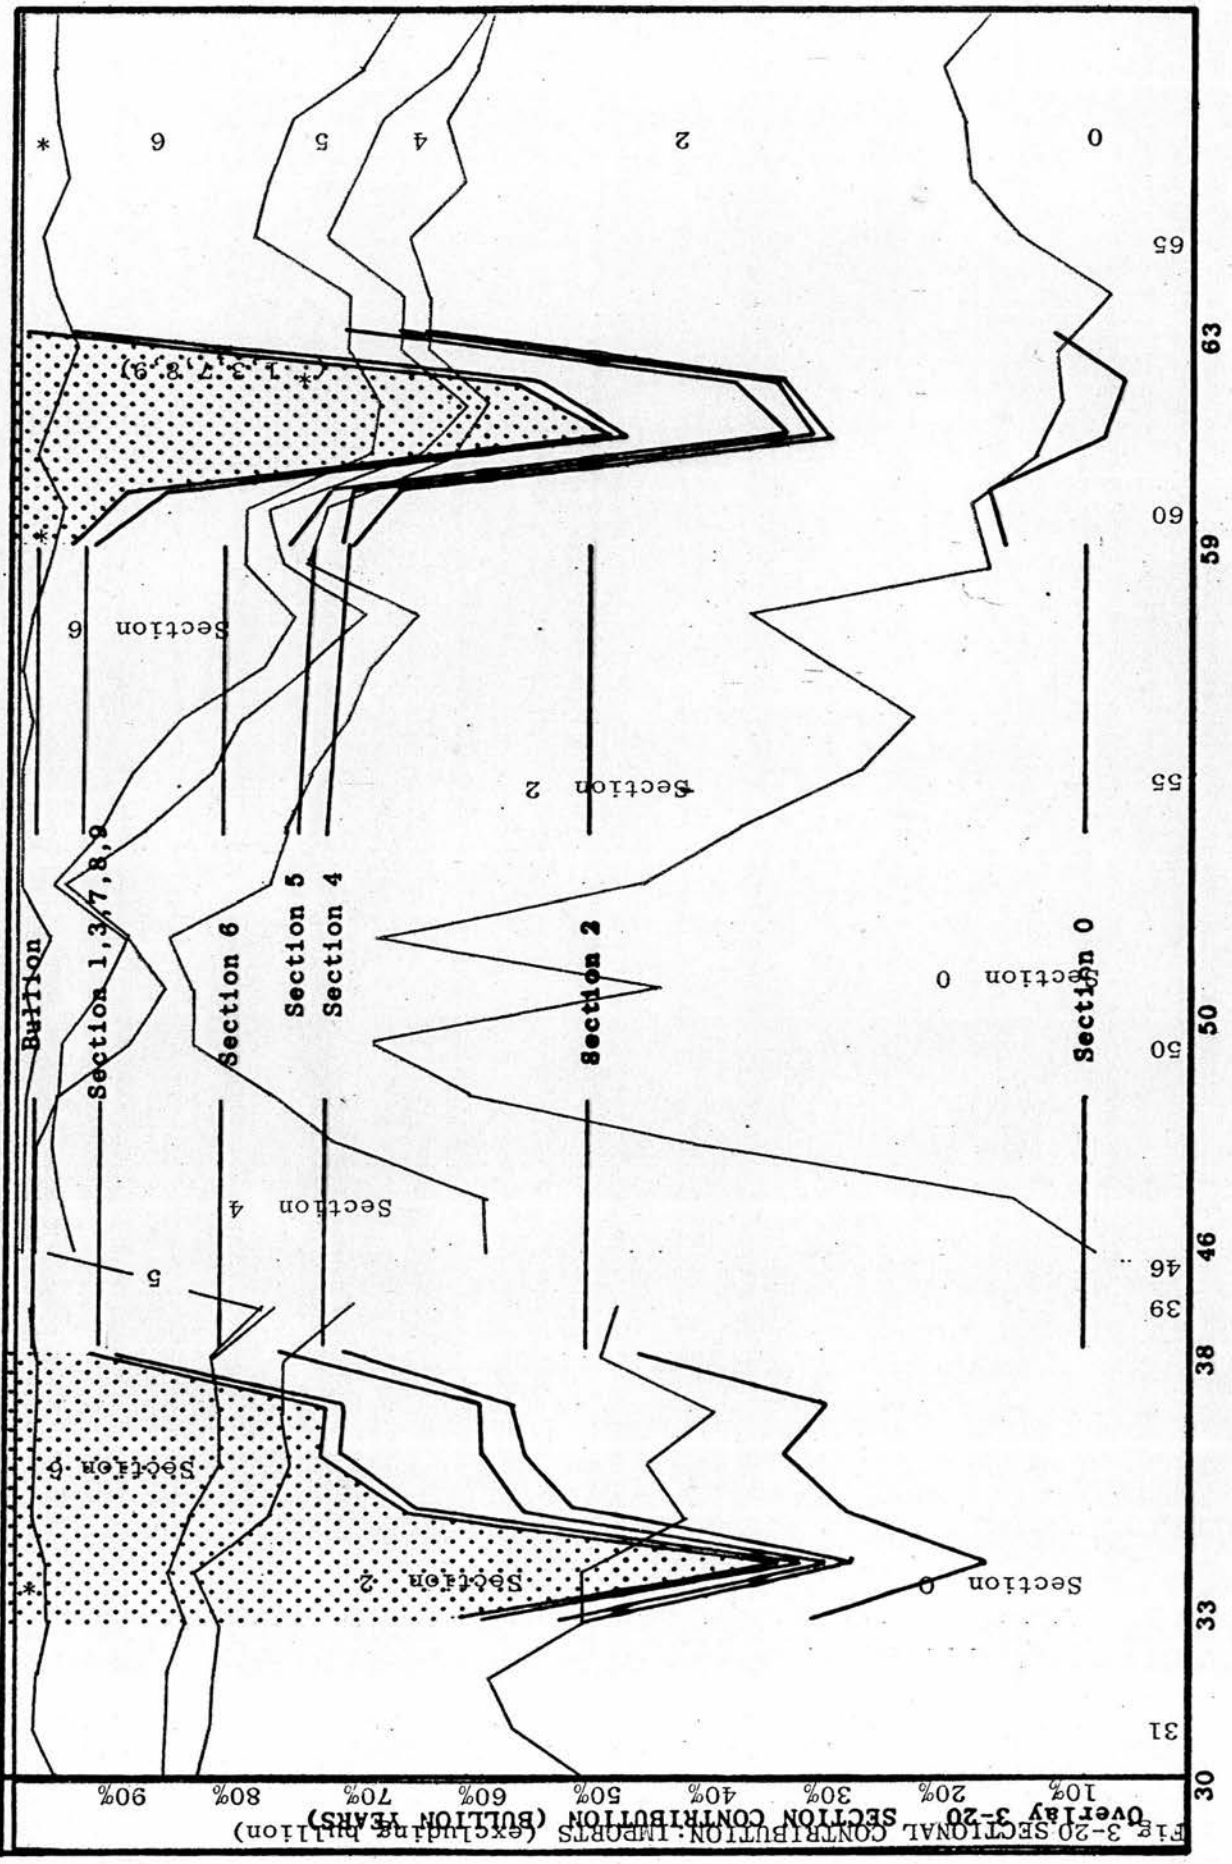 Fig 3-20 SECTIONAL CONTRIBUTION: IMPORTS (excluding bullion)
Overlay 3-20 SECTION CONTRIBUTION (BULLION YEARS)
90%
80%
70%
60%
50%
40%
30%
20%
10%
30
33
38
46
50
59
63
31
39
46
50
55
60
65
Bullion
Section 1,3,7,8,9
Section 6
Section 5
Section 4
Section 2
Section 0
*
Section 6
Section 2
Section 0
5
Section 4
Section 0
Section 2
Section 6
*
(* 1,3,7,8,9)
*
6
5
4
2
0